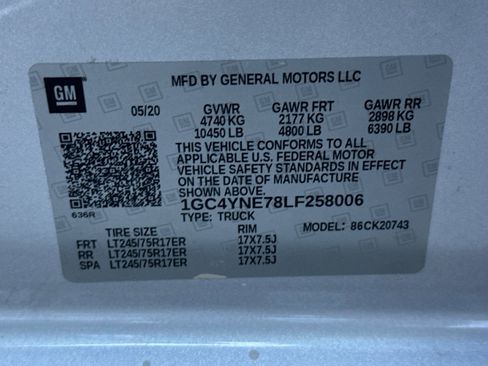 GM
MFD BY GENERAL MOTORS LLC
05/20 GVWR GAWR FRT GAWR RR
4740 KG 2177 KG 2898 KG
10450 LB 4800 LB 6390 LB
THIS VEHICLE CONFORMS TO ALL
APPLICABLE U.S. FEDERAL MOTOR
VEHICLE SAFETY STANDARDS IN EFFECT
ON THE DATE OF MANUFACTURE
SHOWN ABOVE.
636R 1GC4YNE78LF258006
TYPE: TRUCK MODEL: 86CK20743
TIRE SIZE RIM
FRT LT245/75R17ER 17X7.5J
RR LT245/75R17ER 17X7.5J
SPA LT245/75R17ER 17X7.5J